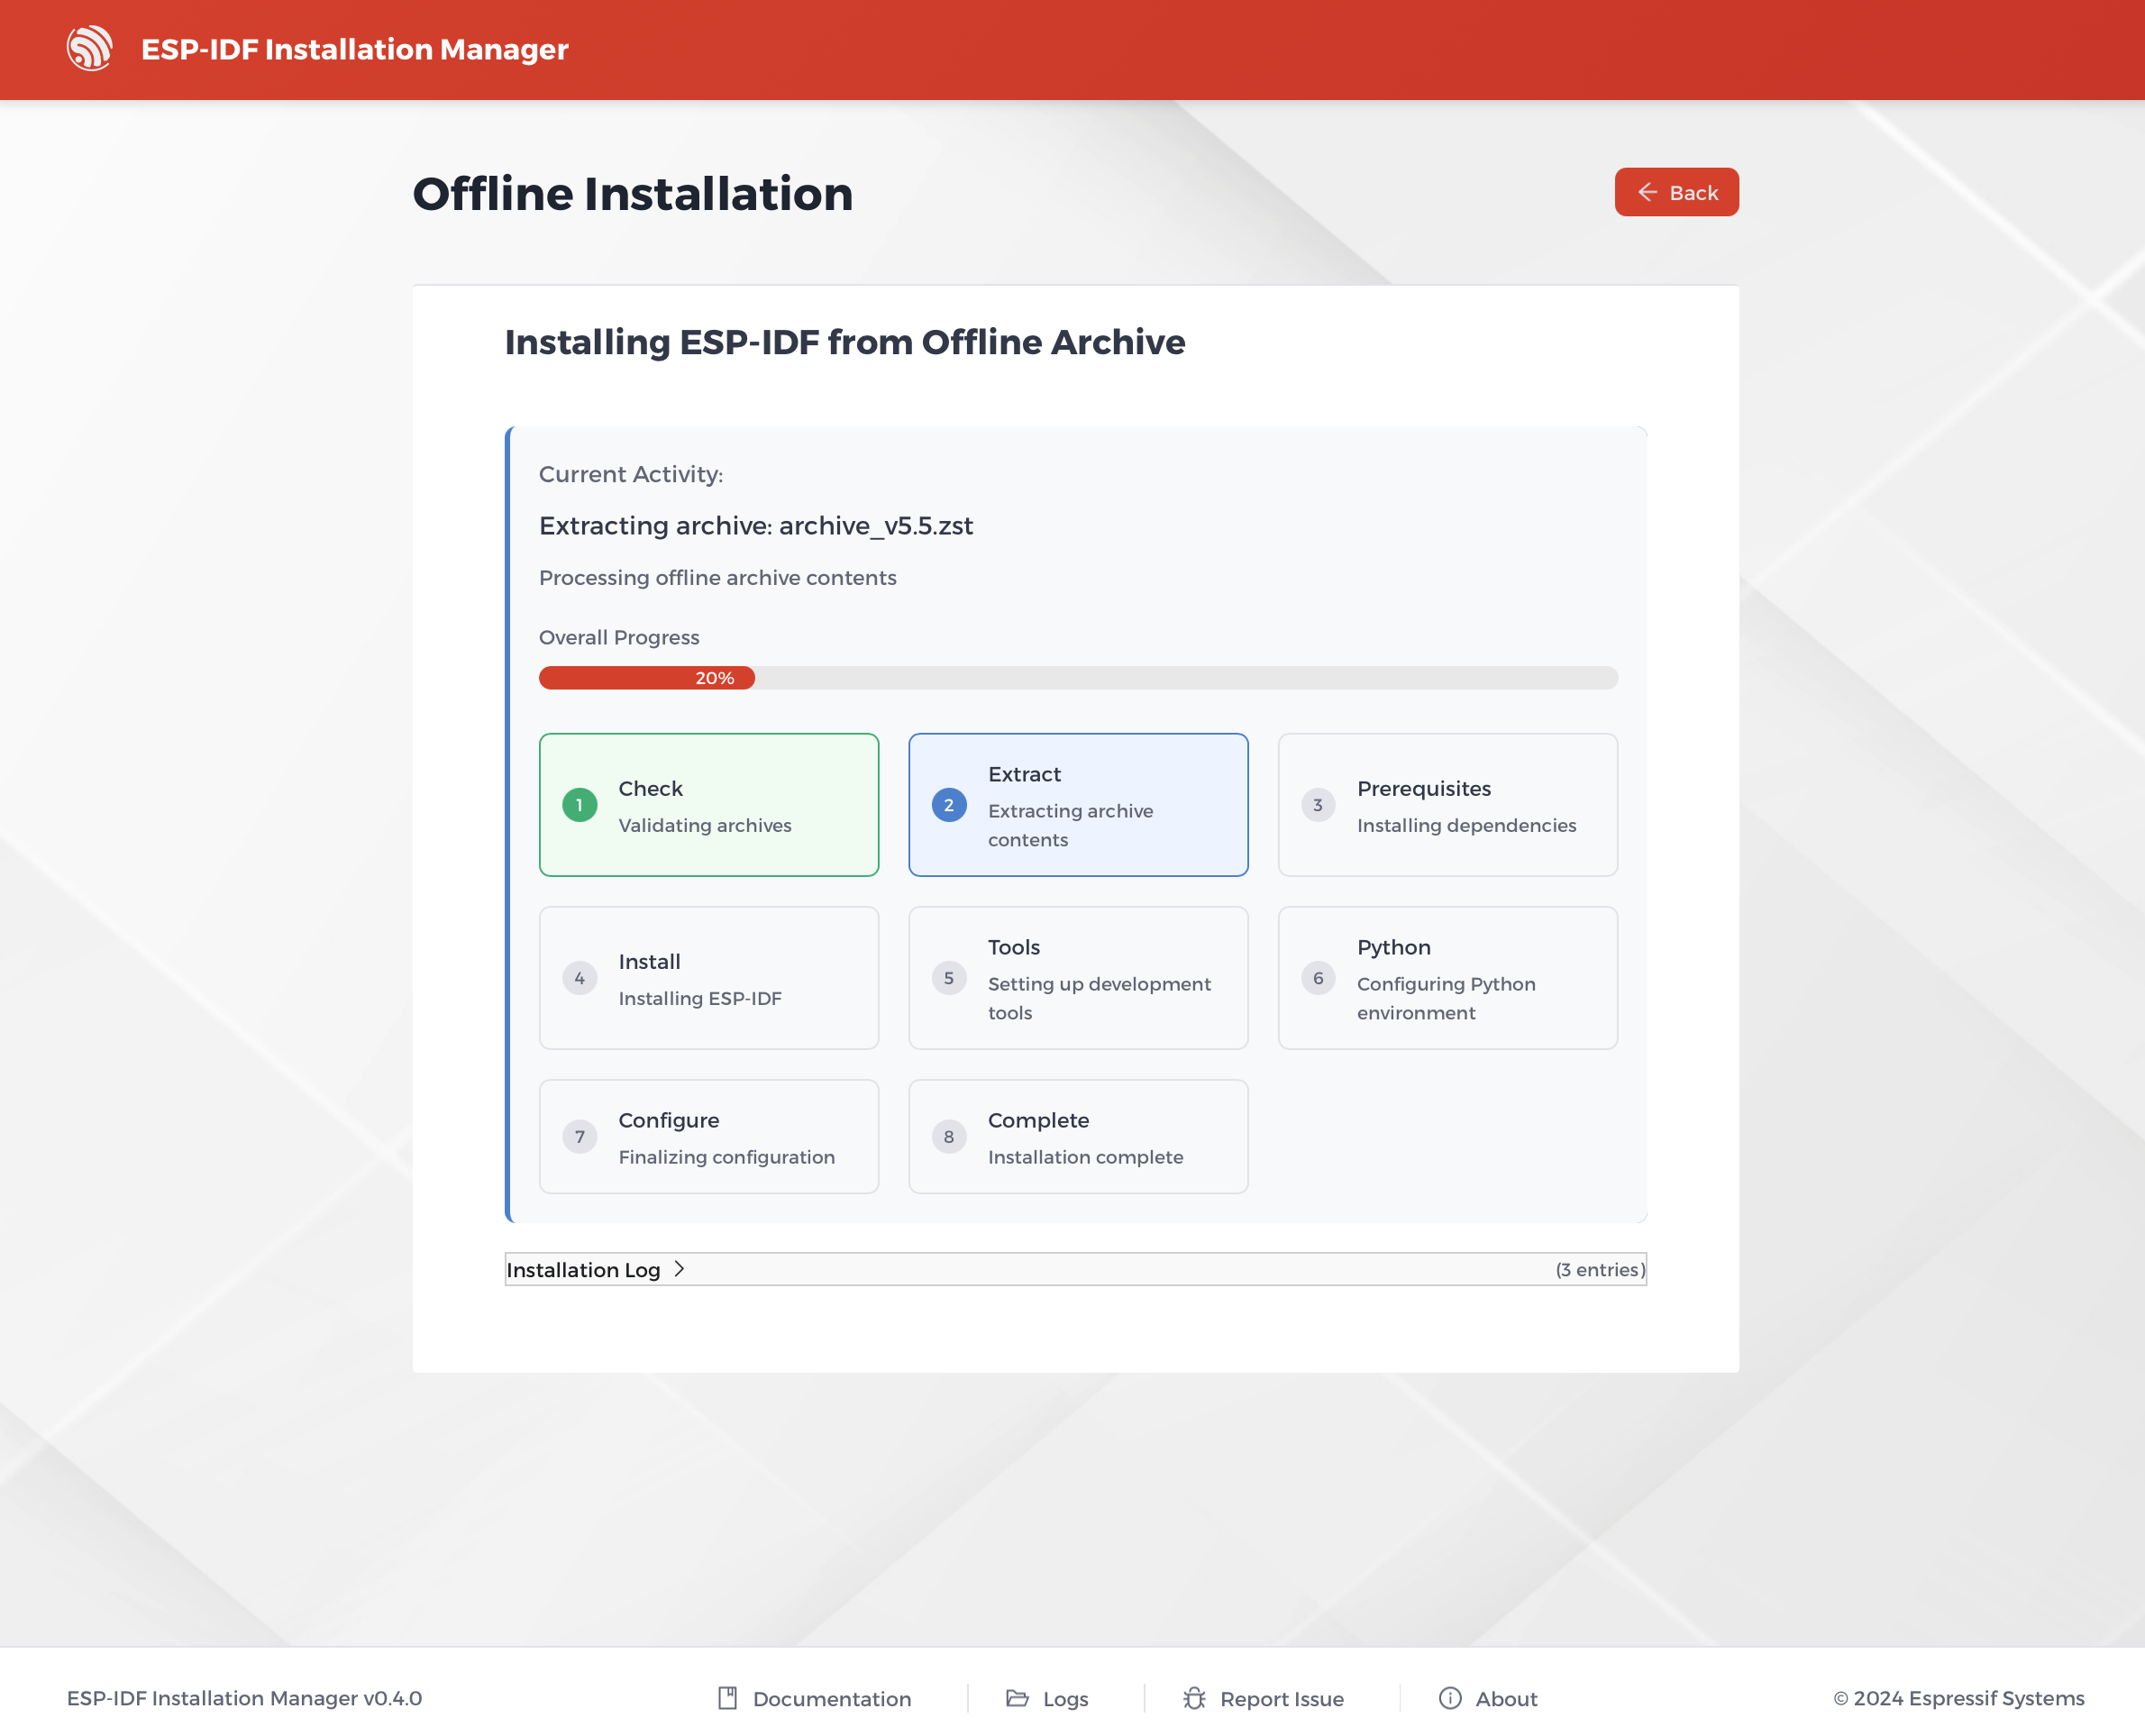 ESP-IDF Installation Manager
Offline Installation
Back
Installing ESP-IDF from Offline Archive
Current Activity:
Extracting archive: archive_v5.5.zst
Processing offline archive contents
Overall Progress
20%
1
Check
Validating archives
2
Extract
Extracting archive
contents
3
Prerequisites
Installing dependencies
4
Install
Installing ESP-IDF
5
Tools
Setting up development
tools
6
Python
Configuring Python
environment
7
Configure
Finalizing configuration
8
Complete
Installation complete
Installation Log
(3 entries)
ESP-IDF Installation Manager v0.4.0
Documentation
Logs
Report Issue
About
© 2024 Espressif Systems